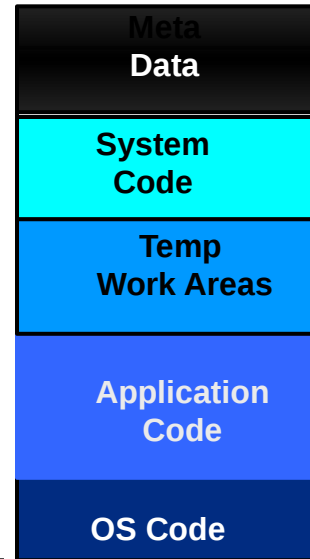 Meta
Data
System
Code
Temp
Work Areas
Application
Code
OS Code